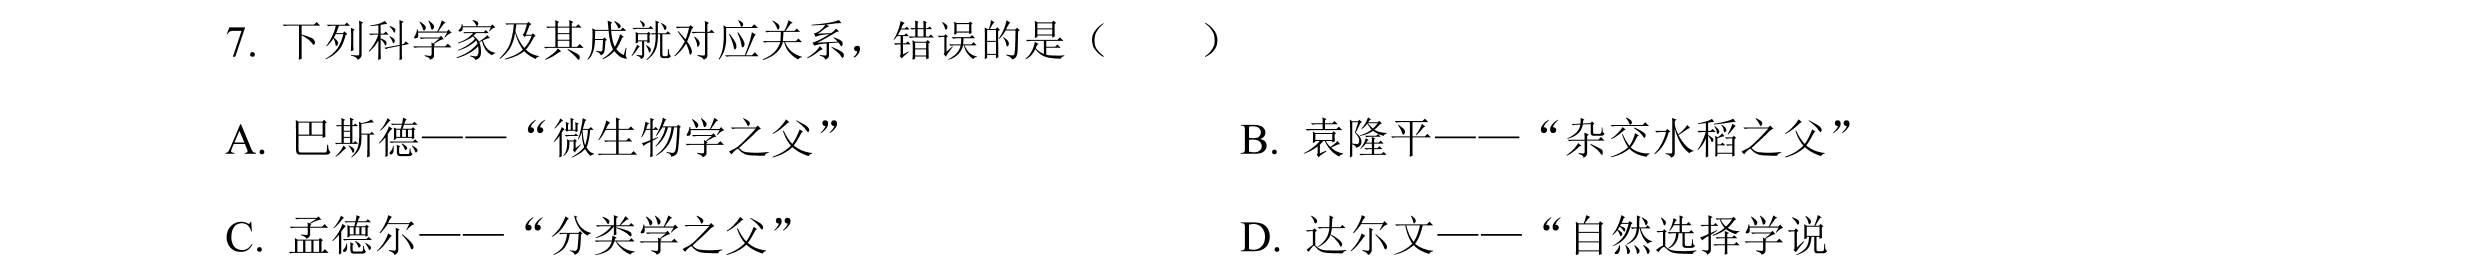 7. 下列科学家及其成就对应关系，错误的是（　　）
A. 巴斯德——“微生物学之父”　　B. 袁隆平——“杂交水稻之父”
C. 孟德尔——“分类学之父”　　D. 达尔文——“自然选择学说